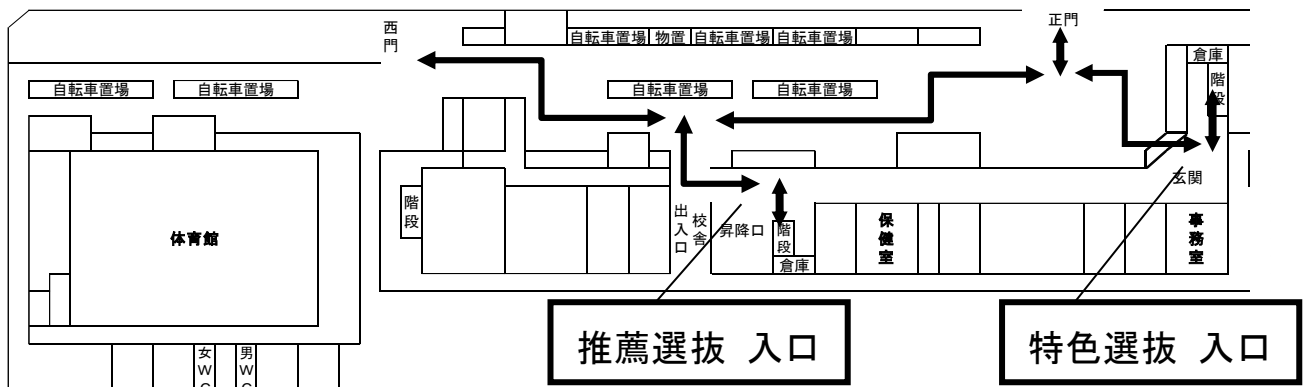 正門
西門
自転車置場
物置
自転車置場
自転車置場
倉庫
階段
自転車置場
自転車置場
自転車置場
自転車置場
玄関
階段
体育館
出入口
校舎
昇降口
階段
倉庫
保健室
事務室
推薦選抜 入口
特色選抜 入口
女WC
男WC